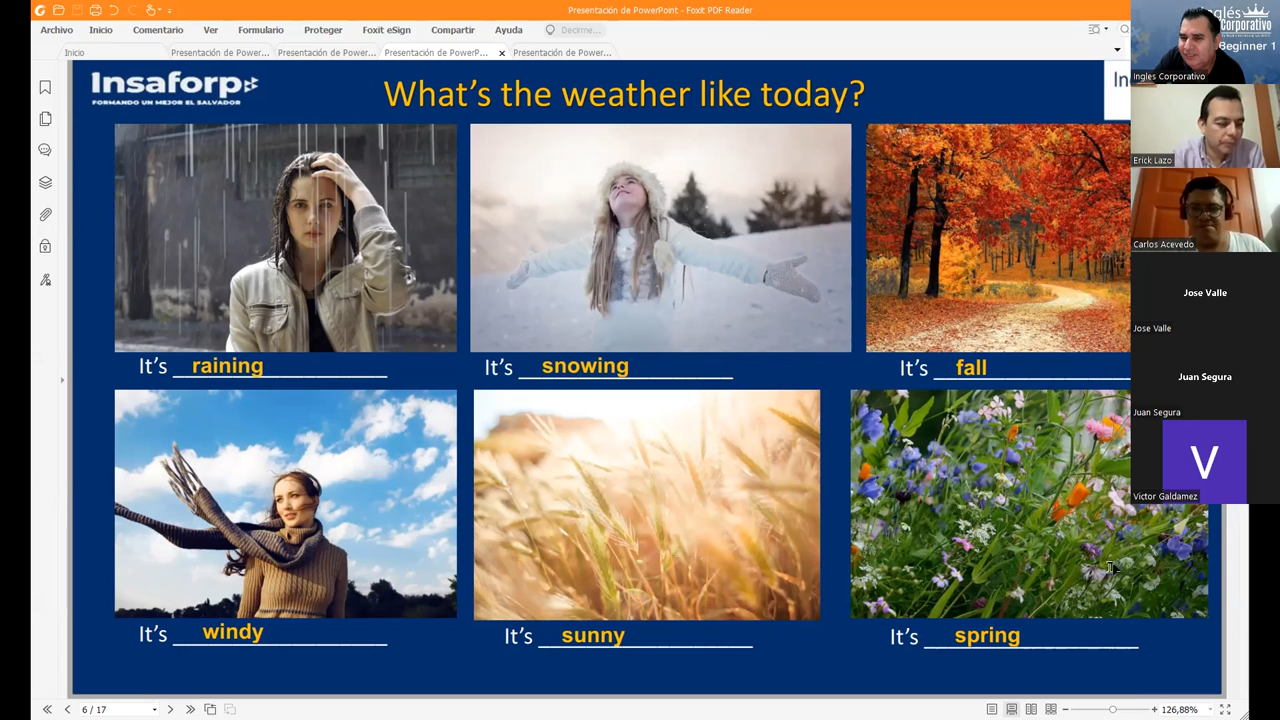 Presentación de PowerPoint - Foxit PDF Reader
Archivo Inicio Comentario Ver Formulario Proteger Foxit eSign Compartir Ayuda Decirme...
Inicio Presentación de Power... Presentación de Power... Presentación de PowerP... Presentación de Power...
Insaforp
FORMANDO UN MEJOR EL SALVADOR
What's the weather like today?
It's raining
It's snowing
It's fall
It's windy
It's sunny
It's spring
6 / 17
126,88%
Inglés
Corporativo
Beginner 1
Ingles Corporativo
Erick Lazo
Carlos Acevedo
Jose Valle
Jose Valle
Juan Segura
Juan Segura
V
Victor Galdamez